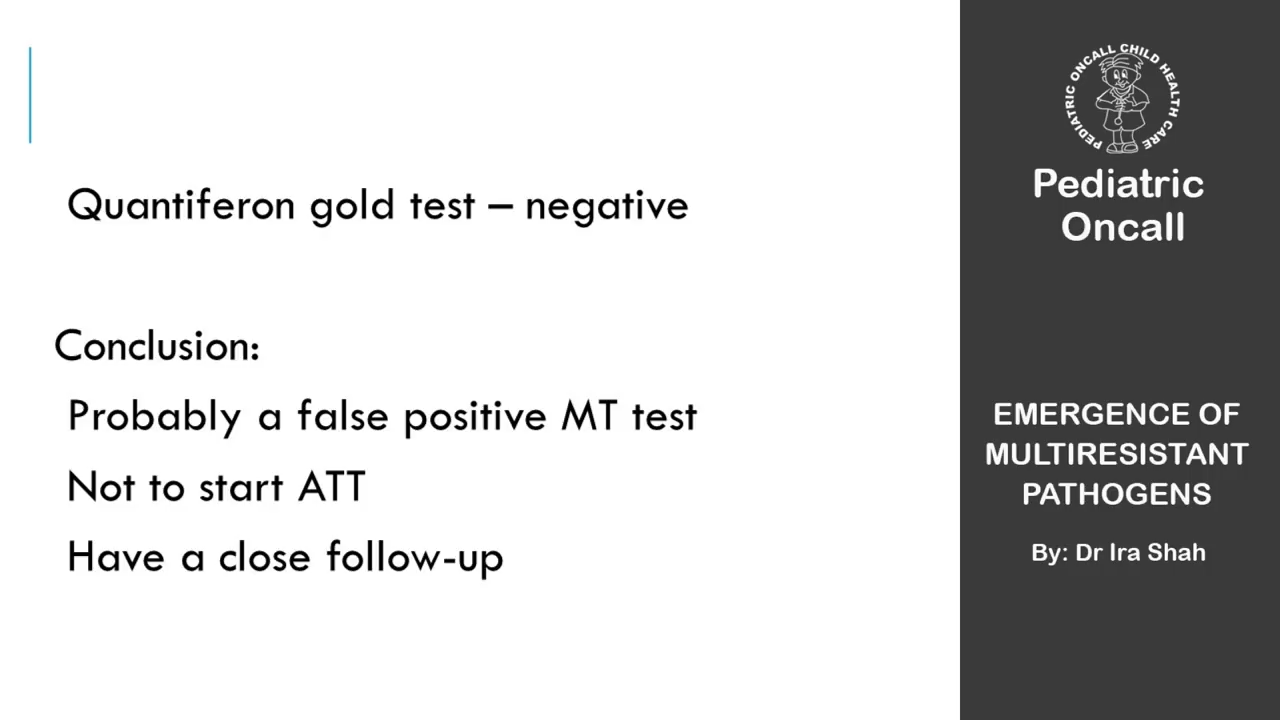 Quantiferon gold test – negative
Conclusion:
Probably a false positive MT test
Not to start ATT
Have a close follow-up
PEDIATRIC ONCALL CHILD HEALTH CARE
Pediatric
Oncall
EMERGENCE OF
MULTIRESISTANT
PATHOGENS
By: Dr Ira Shah